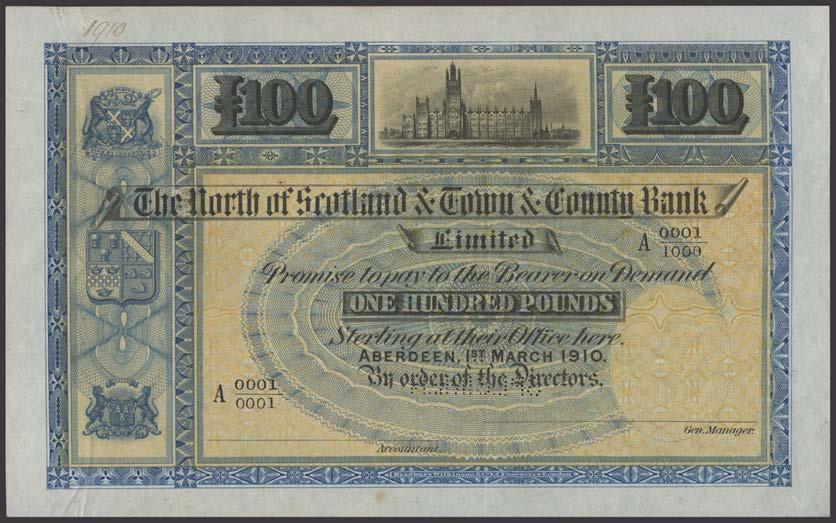 1910
£100
£100
The North of Scotland & Town & County Bank
Limited
A 0001
1000
Promise to pay to the Bearer on Demand
ONE HUNDRED POUNDS
Sterling at their Office here.
ABERDEEN, 1ST MARCH 1910.
A 0001
0001
By order of the Directors.
Gen. Manager.
Accountant.